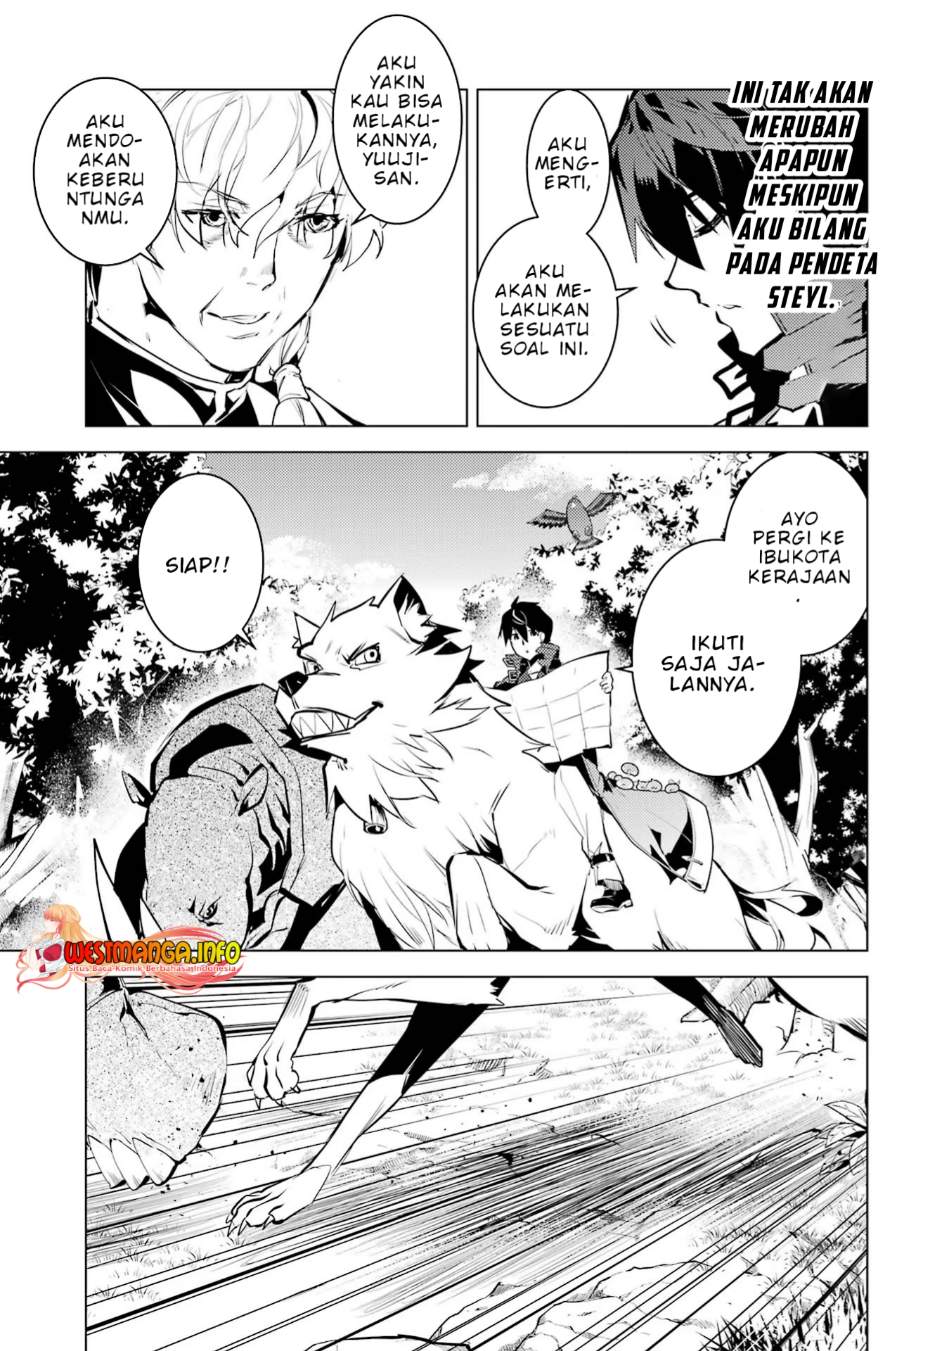 INI TAK AKAN
MERUBAH
APAPUN
MESKIPUN
AKU BILANG
PADA PENDETA
STEYL.
AKU
MENG-
ERTI,
AKU
AKAN ME-
LAKUKAN
SESUATU
SOAL INI.
AKU
YAKIN
KAU BISA
MELAKU-
KANNYA,
YUUJI-
SAN.
AKU
MENDO-
AKAN
KEBERU
NTUNGA
NMU.
AYO
PERGI KE
IBUKOTA
KERAJAAN
.
IKUTI
SAJA JA-
LANNYA.
SIAP!!
WESTMANGA.INFO
Situs Baca Komik Berbahasa Indonesia